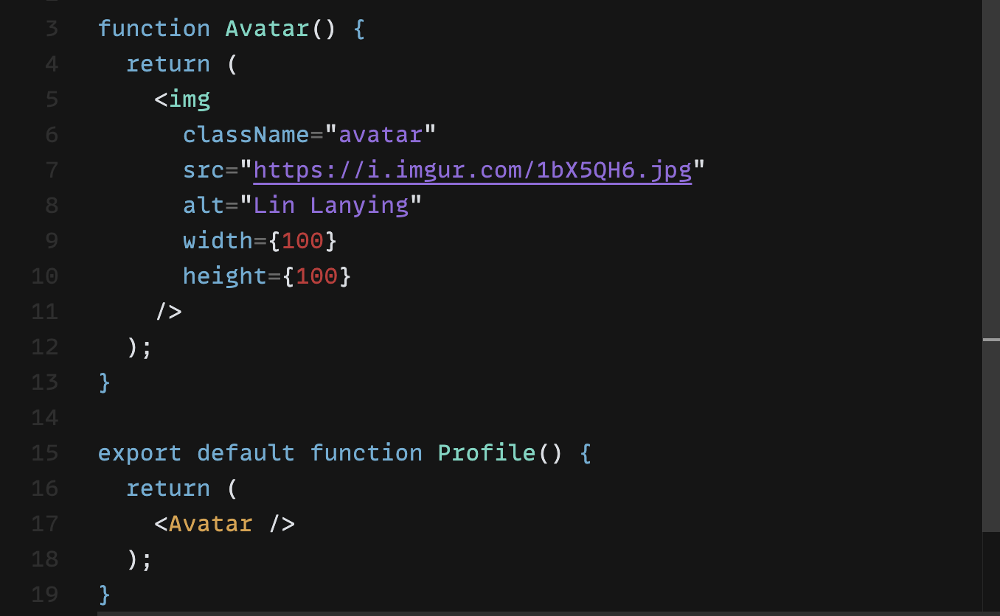 3 function Avatar() {
4   return (
5     <img
6       className="avatar"
7       src="https://i.imgur.com/1bX5QH6.jpg"
8       alt="Lin Lanying"
9       width={100}
10       height={100}
11     />
12   );
13 }
14
15 export default function Profile() {
16   return (
17     <Avatar />
18   );
19 }